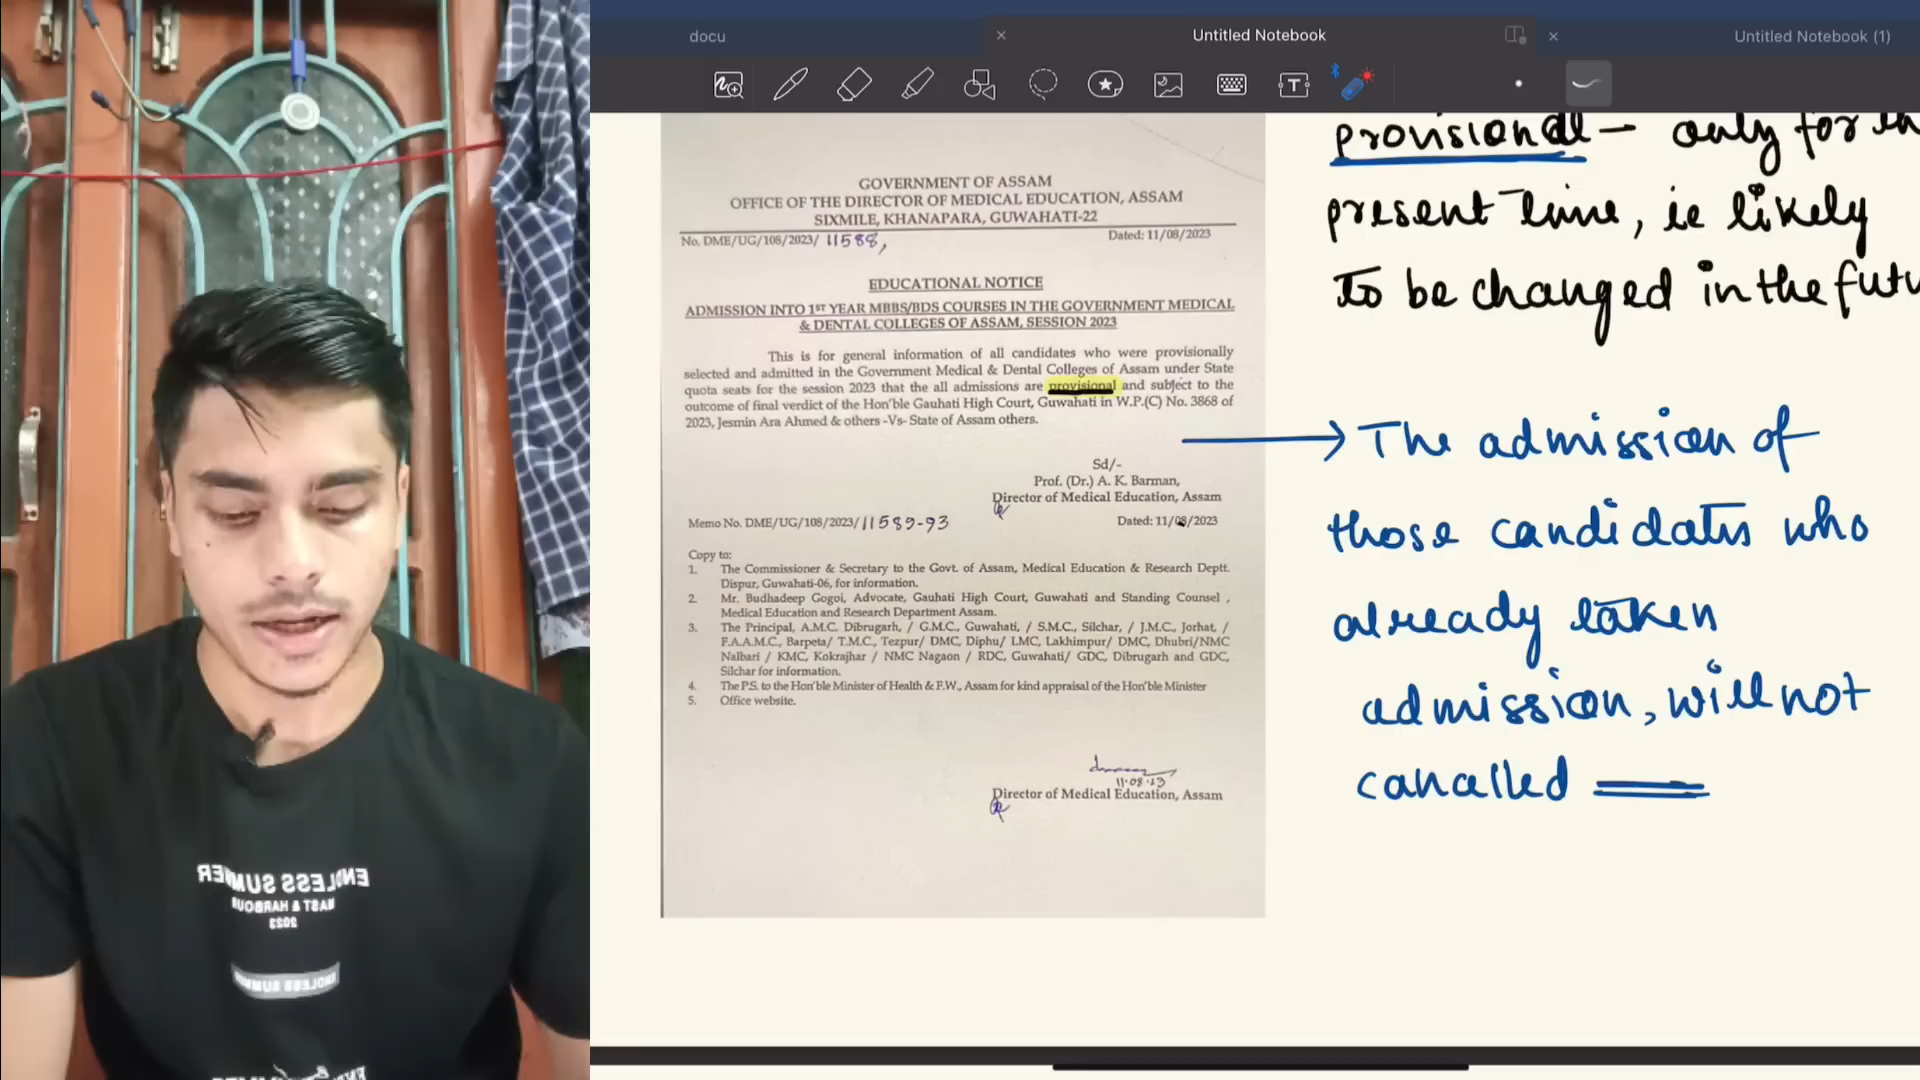 docu
Untitled Notebook
Untitled Notebook (1)
GOVERNMENT OF ASSAM
OFFICE OF THE DIRECTOR OF MEDICAL EDUCATION, ASSAM
SIXMILE, KHANAPARA, GUWAHATI-22
No. DME/UG/108/2023/ 11588, Dated: 11/08/2023
EDUCATIONAL NOTICE
ADMISSION INTO 1ST YEAR MBBS/BDS COURSES IN THE GOVERNMENT MEDICAL
& DENTAL COLLEGES OF ASSAM, SESSION 2023
This is for general information of all candidates who were provisionally
selected and admitted in the Government Medical & Dental Colleges of Assam under State
quota seats for the session 2023 that the all admissions are provisional and subject to the
outcome of final verdict of the Hon'ble Gauhati High Court, Guwahati in W.P.(C) No. 3868 of
2023, Jesmin Ara Ahmed & others -Vs- State of Assam others.
Sd/-
Prof. (Dr.) A. K. Barman,
Director of Medical Education, Assam
Memo No. DME/UG/108/2023/11589-93 Dated: 11/08/2023
Copy to:
1. The Commissioner & Secretary to the Govt. of Assam, Medical Education & Research Deptt.
Dispur, Guwahati-06, for information.
2. Mr. Budhadeep Gogoi, Advocate, Gauhati High Court, Guwahati and Standing Counsel ,
Medical Education and Research Department Assam.
3. The Principal, A.M.C. Dibrugarh, / G.M.C., Guwahati, / S.M.C., Silchar, / J.M.C., Jorhat, /
F.A.A.M.C., Barpeta/ T.M.C., Tezpur/ DMC, Diphu/ LMC, Lakhimpur/ DMC, Dhubri/NMC
Nalbari / KMC, Kokrajhar / NMC Nagaon / RDC, Guwahati/ GDC, Dibrugarh and GDC,
Silchar for information.
4. The P.S. to the Hon'ble Minister of Health & F.W., Assam for kind appraisal of the Hon'ble Minister
5. Office website.
11.08.23
Director of Medical Education, Assam
provisional — only for
present time, ie likely
To be changed in the futu
The admission of
those candidates who
already taken
admission, will not
cancelled
ENDLESS SUMMER
EAST & HARBOUR
2023
ENDLESS SUMMER